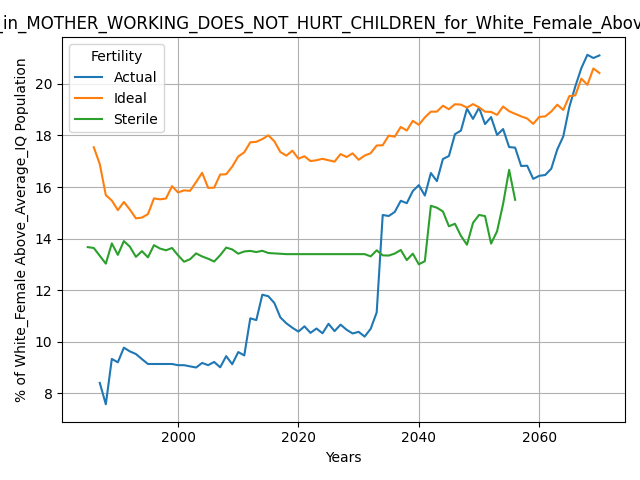 _in_MOTHER_WORKING_DOES_NOT_HURT_CHILDREN_for_White_Female_Abov
Fertility
Actual
Ideal
Sterile
% of White_Female Above_Average_IQ Population
20
18
16
14
12
10
8
2000 2020 2040 2060
Years